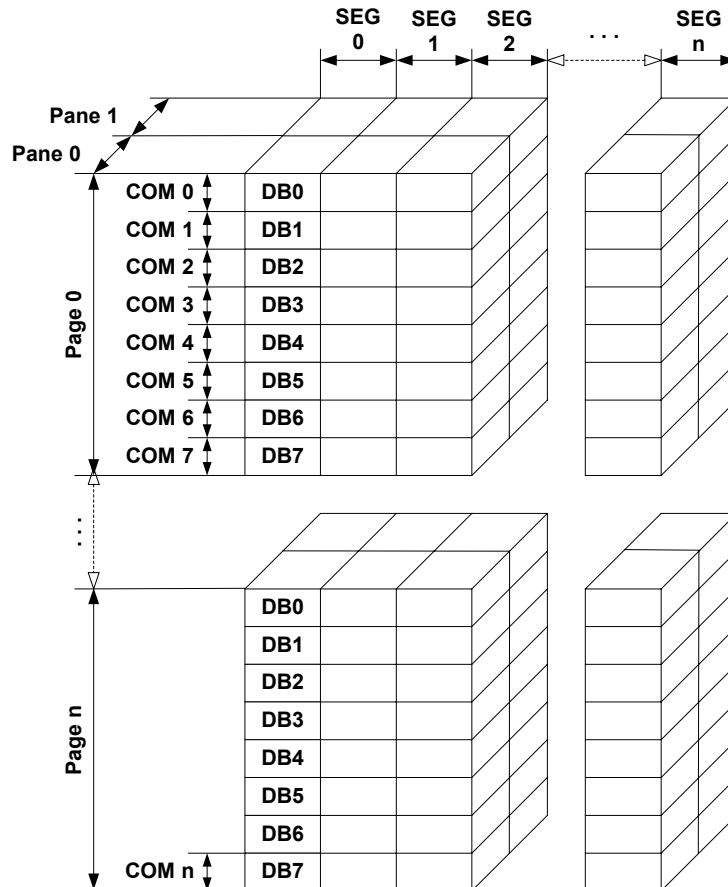 SEG 0
SEG 1
SEG 2
. . .
SEG n
Pane 1
Pane 0
Page 0
COM 0 DB0
COM 1 DB1
COM 2 DB2
COM 3 DB3
COM 4 DB4
COM 5 DB5
COM 6 DB6
COM 7 DB7
. . .
Page n
DB0
DB1
DB2
DB3
DB4
DB5
DB6
COM n DB7